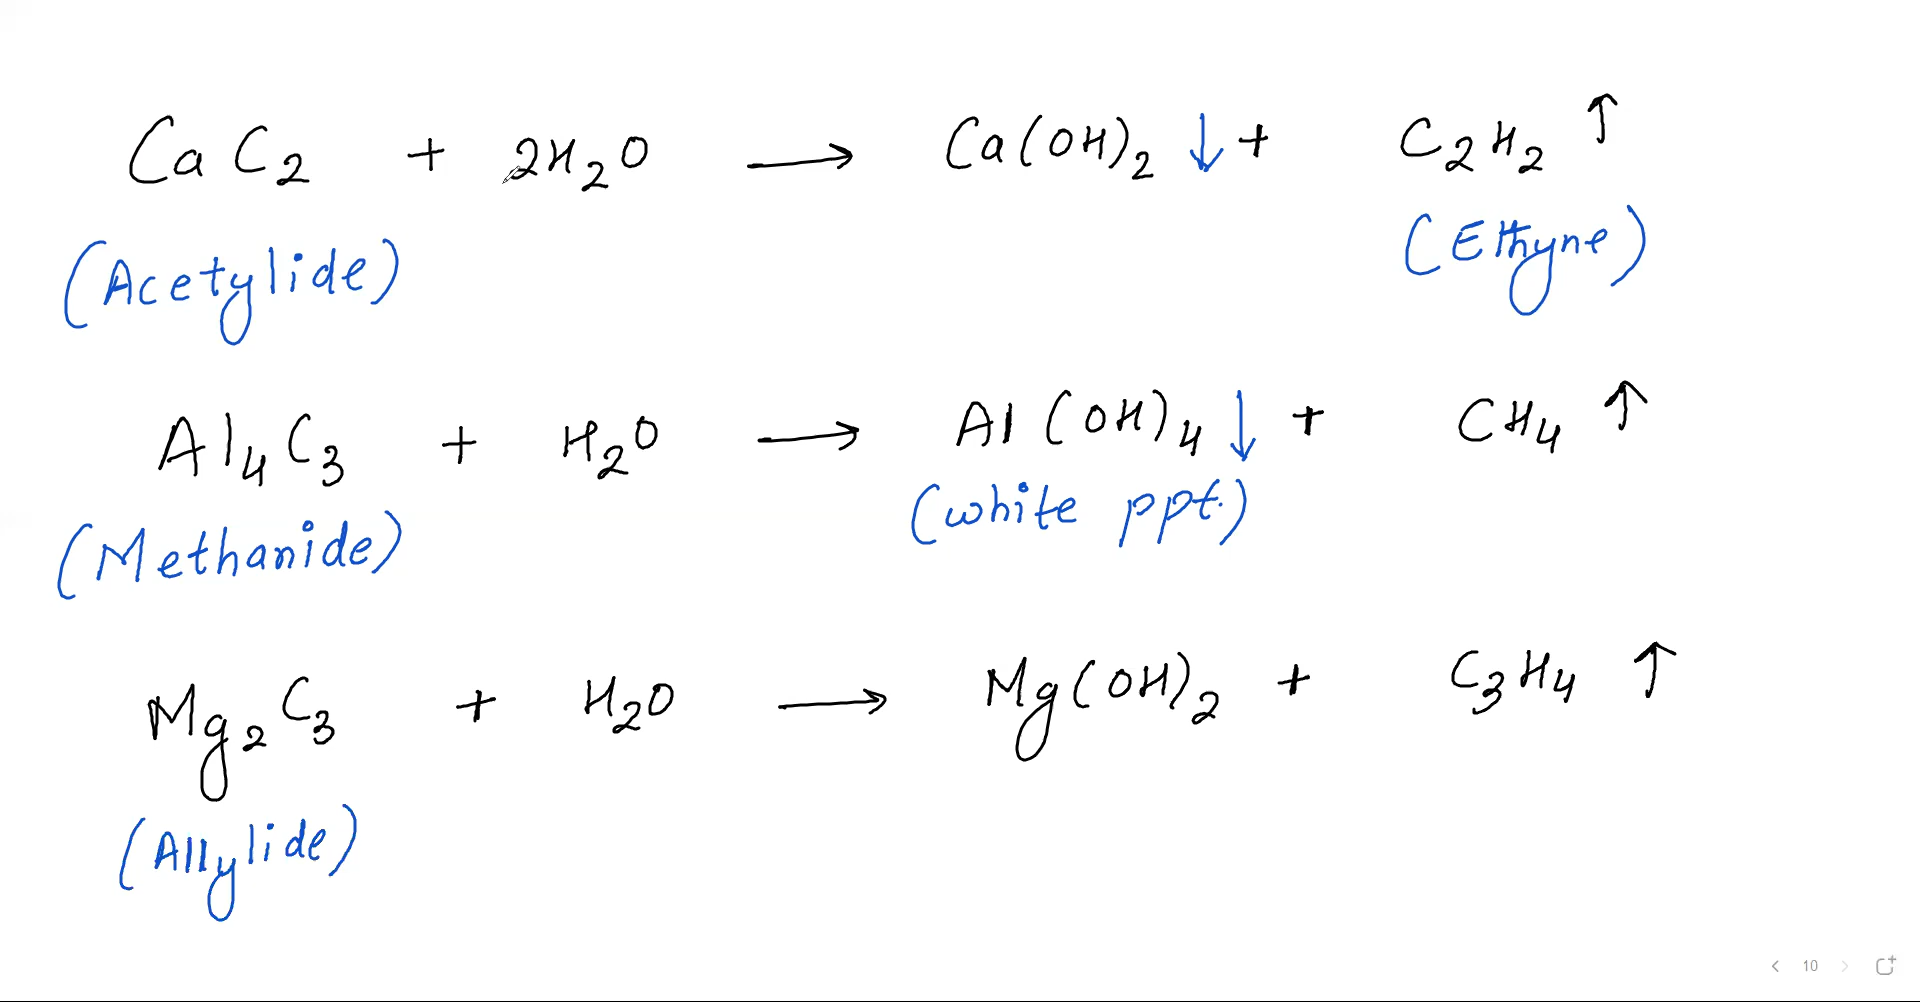 CaC₂ + 2H₂O → Ca(OH)₂ ↓ + C₂H₂ ↑
(Acetylide) (Ethyne)
Al₄C₃ + H₂O → Al(OH)₄ ↓ + CH₄ ↑
(Methanide) (white ppt.)
Mg₂C₃ + H₂O → Mg(OH)₂ + C₃H₄ ↑
(Allylide)
< 10 >